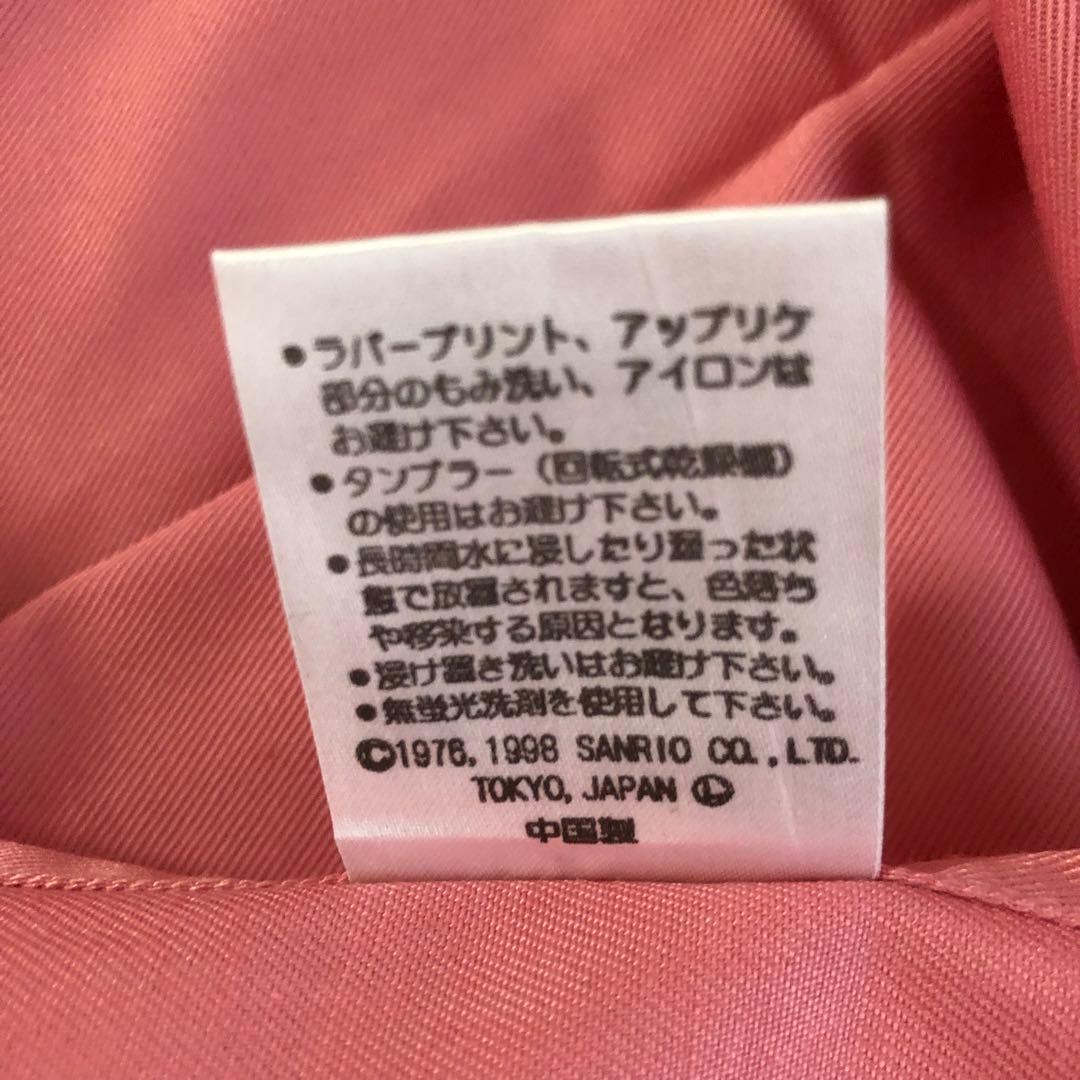 ●ラバープリント、アップリケ
部分のもみ洗い、アイロンは
お避け下さい。
●タンブラー（回転式乾燥機）
の使用はお避け下さい。
●長時間水に浸したり湿った状
態で放置されますと、色落ち
や移染する原因となります。
●浸け置き洗いはお避け下さい。
●無蛍光洗剤を使用して下さい。
©1976, 1998 SANRIO CO., LTD.
TOKYO, JAPAN Ⓛ
中国製